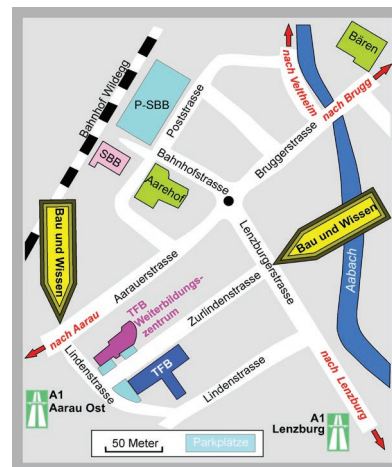 Bären
nach Veltheim
nach Brugg
P-SBB
Bahnhof Wildegg
Poststrasse
SBB
Bahnhofstrasse
Bruggerstrasse
Aarehof
Bau und Wissen
Bau und Wissen
Aabach
Aarauerstrasse
Lenzburgerstrasse
TFB
Weiterbildungs-
zentrum
Zurlindenstrasse
nach Aarau
Lindenstrasse
TFB
Lindenstrasse
nach Lenzburg
A1
Aarau Ost
A1
Lenzburg
50 Meter
Parkplätze